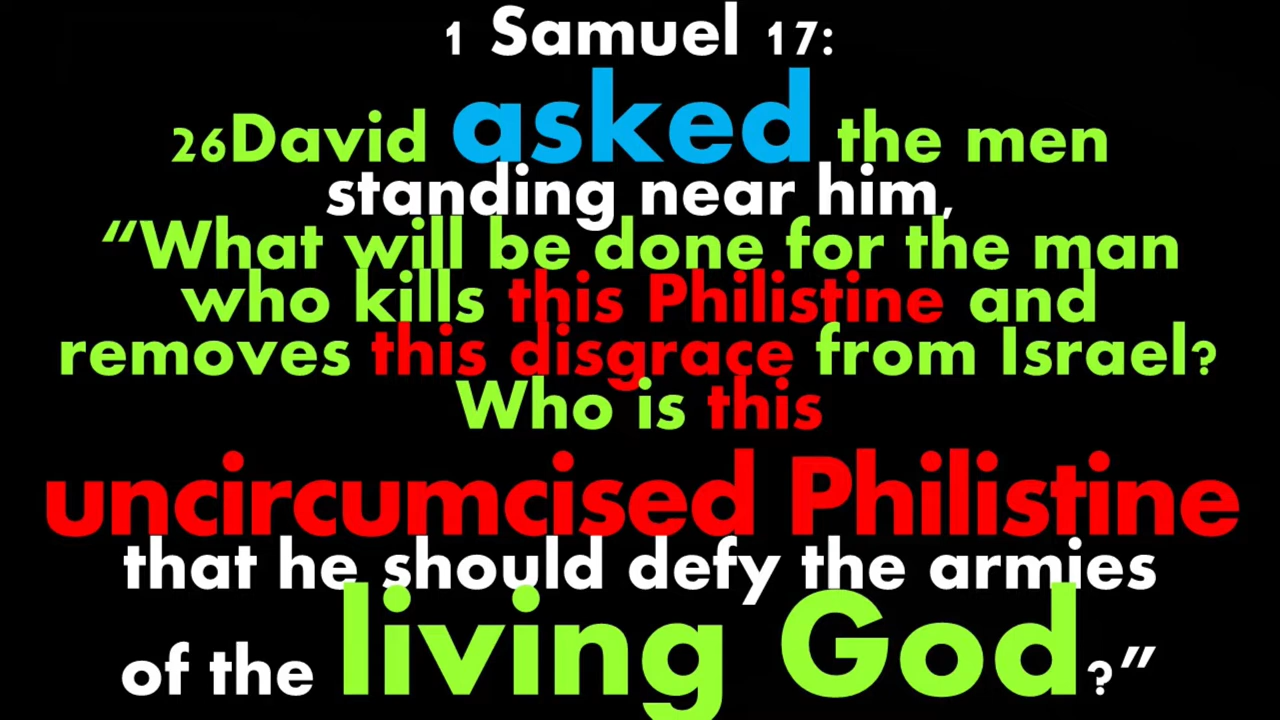 1 Samuel 17:
26David asked the men
standing near him,
“What will be done for the man
who kills this Philistine and
removes this disgrace from Israel?
Who is this
uncircumcised Philistine
that he should defy the armies
of the living God?”